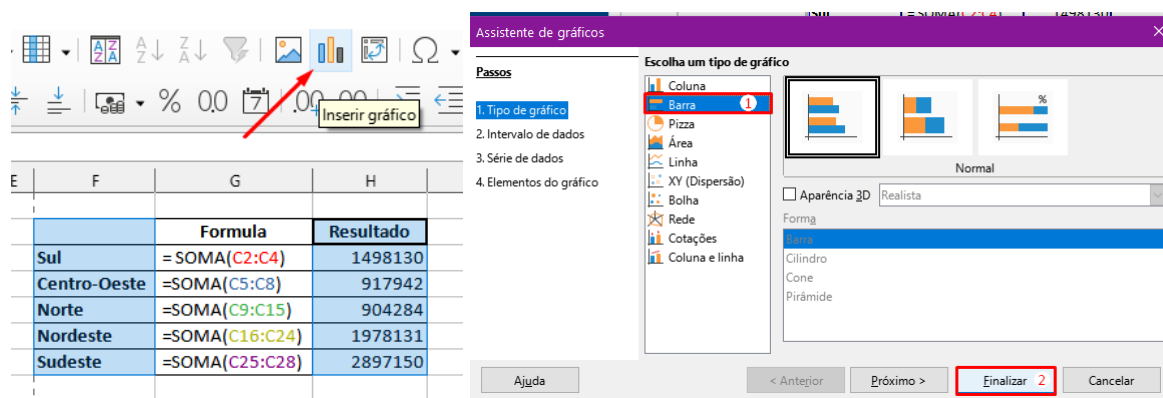 Inserir gráfico
E F G H
Formula Resultado
Sul = SOMA(C2:C4) 1498130
Centro-Oeste =SOMA(C5:C8) 917942
Norte =SOMA(C9:C15) 904284
Nordeste =SOMA(C16:C24) 1978131
Sudeste =SOMA(C25:C28) 2897150
Assistente de gráficos
Passos
1. Tipo de gráfico
2. Intervalo de dados
3. Série de dados
4. Elementos do gráfico
Escolha um tipo de gráfico
Coluna
Barra 1
Pizza
Área
Linha
XY (Dispersão)
Bolha
Rede
Cotações
Coluna e linha
%
Normal
Aparência 3D Realista
Forma
Barra
Cilindro
Cone
Pirâmide
Ajuda < Anterior Próximo > Finalizar 2 Cancelar